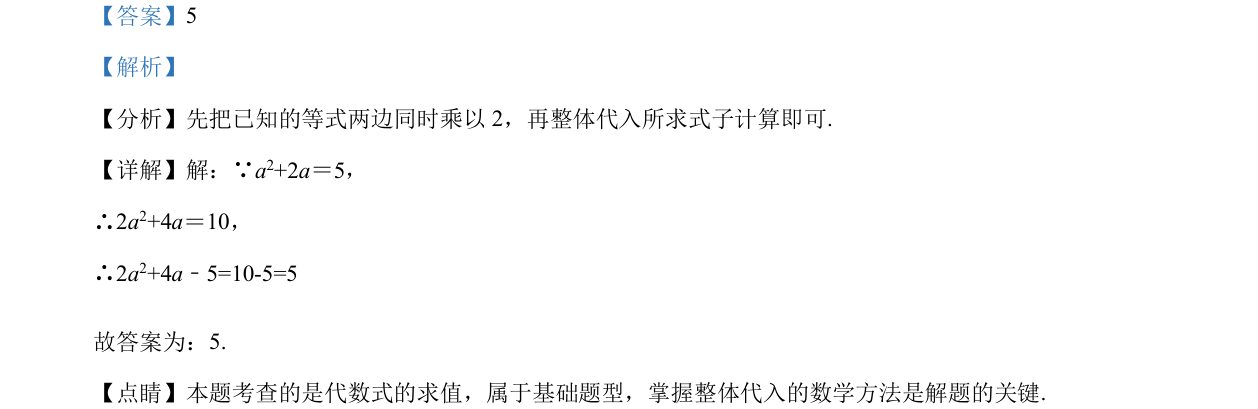 【答案】5
【解析】
【分析】先把已知的等式两边同时乘以 2，再整体代入所求式子计算即可.
【详解】解：∵a²+2a＝5，
∴2a²+4a＝10，
∴2a²+4a﹣5=10-5=5
故答案为：5.
【点睛】本题考查的是代数式的求值，属于基础题型，掌握整体代入的数学方法是解题的关键.